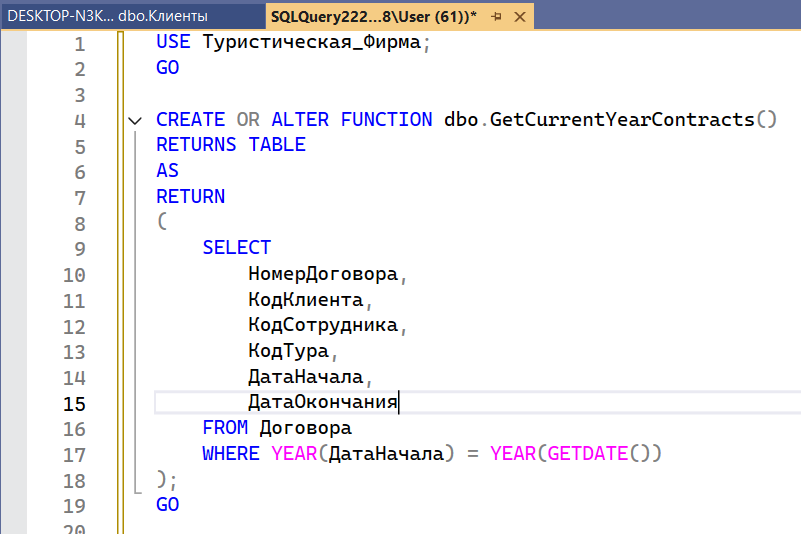 DESKTOP-N3K... dbo.Клиенты
SQLQuery222...8\User (61))*
1 USE Туристическая_Фирма;
2 GO
3
4 CREATE OR ALTER FUNCTION dbo.GetCurrentYearContracts()
5 RETURNS TABLE
6 AS
7 RETURN
8 (
9 SELECT
10 НомерДоговора,
11 КодКлиента,
12 КодСотрудника,
13 КодТура,
14 ДатаНачала,
15 ДатаОкончания
16 FROM Договора
17 WHERE YEAR(ДатаНачала) = YEAR(GETDATE())
18 );
19 GO
20